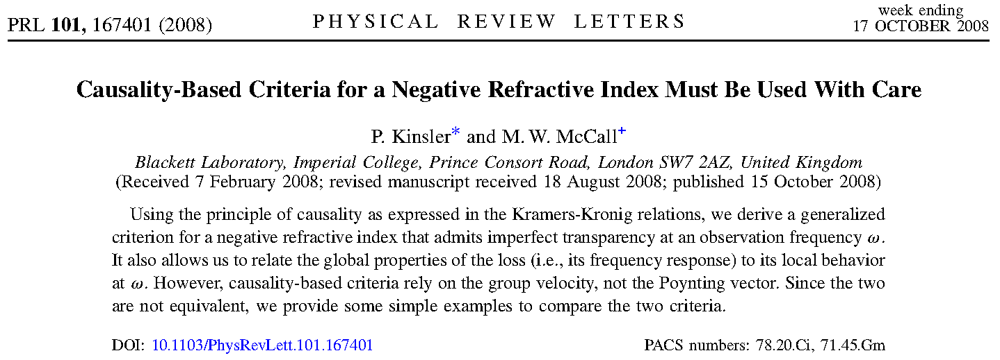 PRL 101, 167401 (2008)
PHYSICAL REVIEW LETTERS
week ending
17 OCTOBER 2008
Causality-Based Criteria for a Negative Refractive Index Must Be Used With Care
P. Kinsler* and M. W. McCall+
Blackett Laboratory, Imperial College, Prince Consort Road, London SW7 2AZ, United Kingdom
(Received 7 February 2008; revised manuscript received 18 August 2008; published 15 October 2008)
Using the principle of causality as expressed in the Kramers-Kronig relations, we derive a generalized
criterion for a negative refractive index that admits imperfect transparency at an observation frequency ω.
It also allows us to relate the global properties of the loss (i.e., its frequency response) to its local behavior
at ω. However, causality-based criteria rely on the group velocity, not the Poynting vector. Since the two
are not equivalent, we provide some simple examples to compare the two criteria.
DOI: 10.1103/PhysRevLett.101.167401
PACS numbers: 78.20.Ci, 71.45.Gm